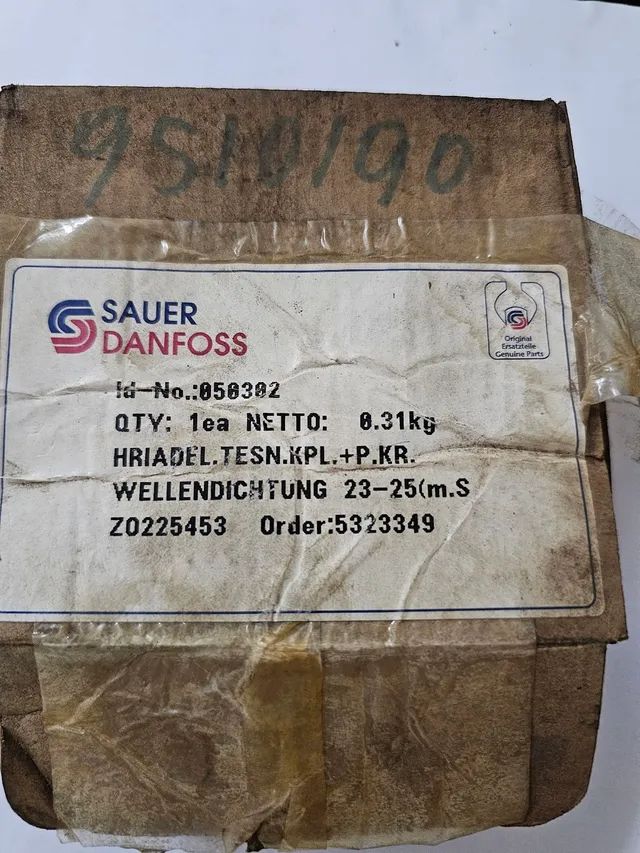 9510190
SAUER
DANFOSS
Original
Ersatzteile
Genuine Parts
Id-No.:050302
QTY: 1ea NETTO: 0.31kg
HRIADEL.TESN.KPL.+P.KR.
WELLENDICHTUNG 23-25(m.S
Z0225453 Order:5323349